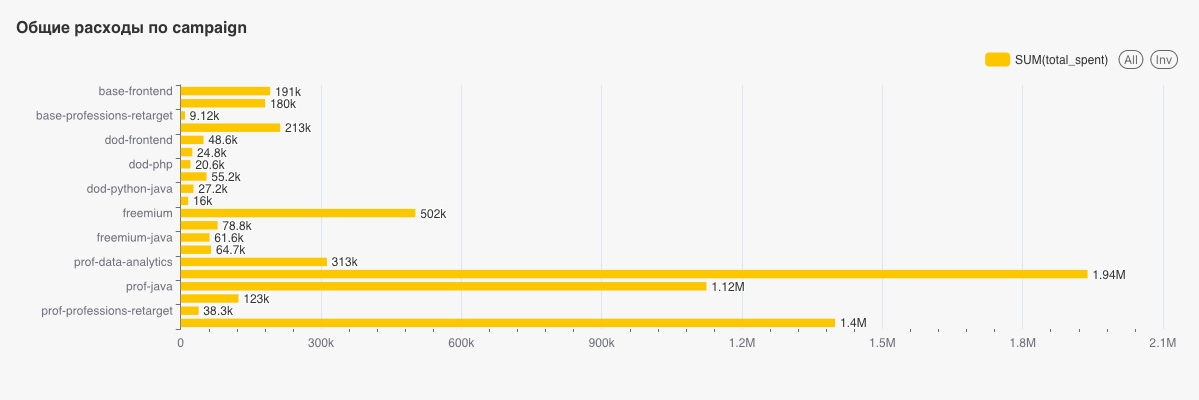 Общие расходы по campaign
SUM(total_spent) All Inv
base-frontend 191k
180k
base-professions-retarget 9.12k
213k
dod-frontend 48.6k
24.8k
dod-php 20.6k
55.2k
dod-python-java 27.2k
16k
freemium 502k
78.8k
freemium-java 61.6k
64.7k
prof-data-analytics 313k
1.94M
prof-java 1.12M
123k
prof-professions-retarget 38.3k
1.4M
0 300k 600k 900k 1.2M 1.5M 1.8M 2.1M